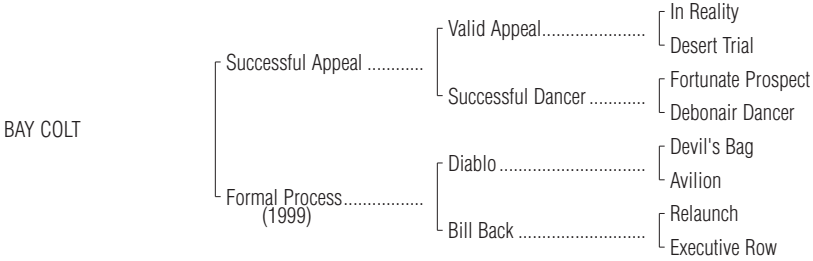 In Reality
Valid Appeal......................
Desert Trial
Successful Appeal ............
Fortunate Prospect
Successful Dancer ............
Debonair Dancer
BAY COLT
Devil's Bag
Diablo ..............................
Avilion
Formal Process.................
(1999)
Relaunch
Bill Back ..........................
Executive Row